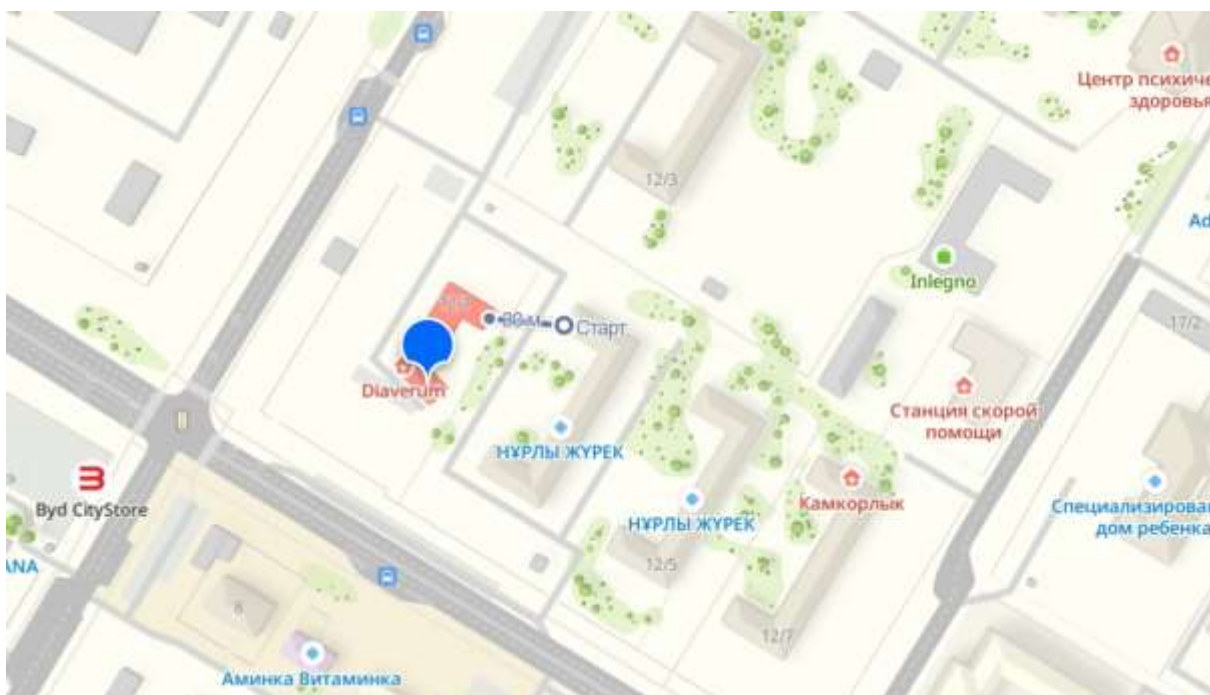 Центр психиче
здоровья
12/3
Ad
Inlegno
17/2
30 м
Старт
Diaverum
Станция скорой
помощи
НҰРЛЫ ЖҮРЕК
Byd CityStore
Камкорлык
Специализирова
дом ребенка
НҰРЛЫ ЖҮРЕК
ANA
12/5
8
12/7
Аминка Витаминка